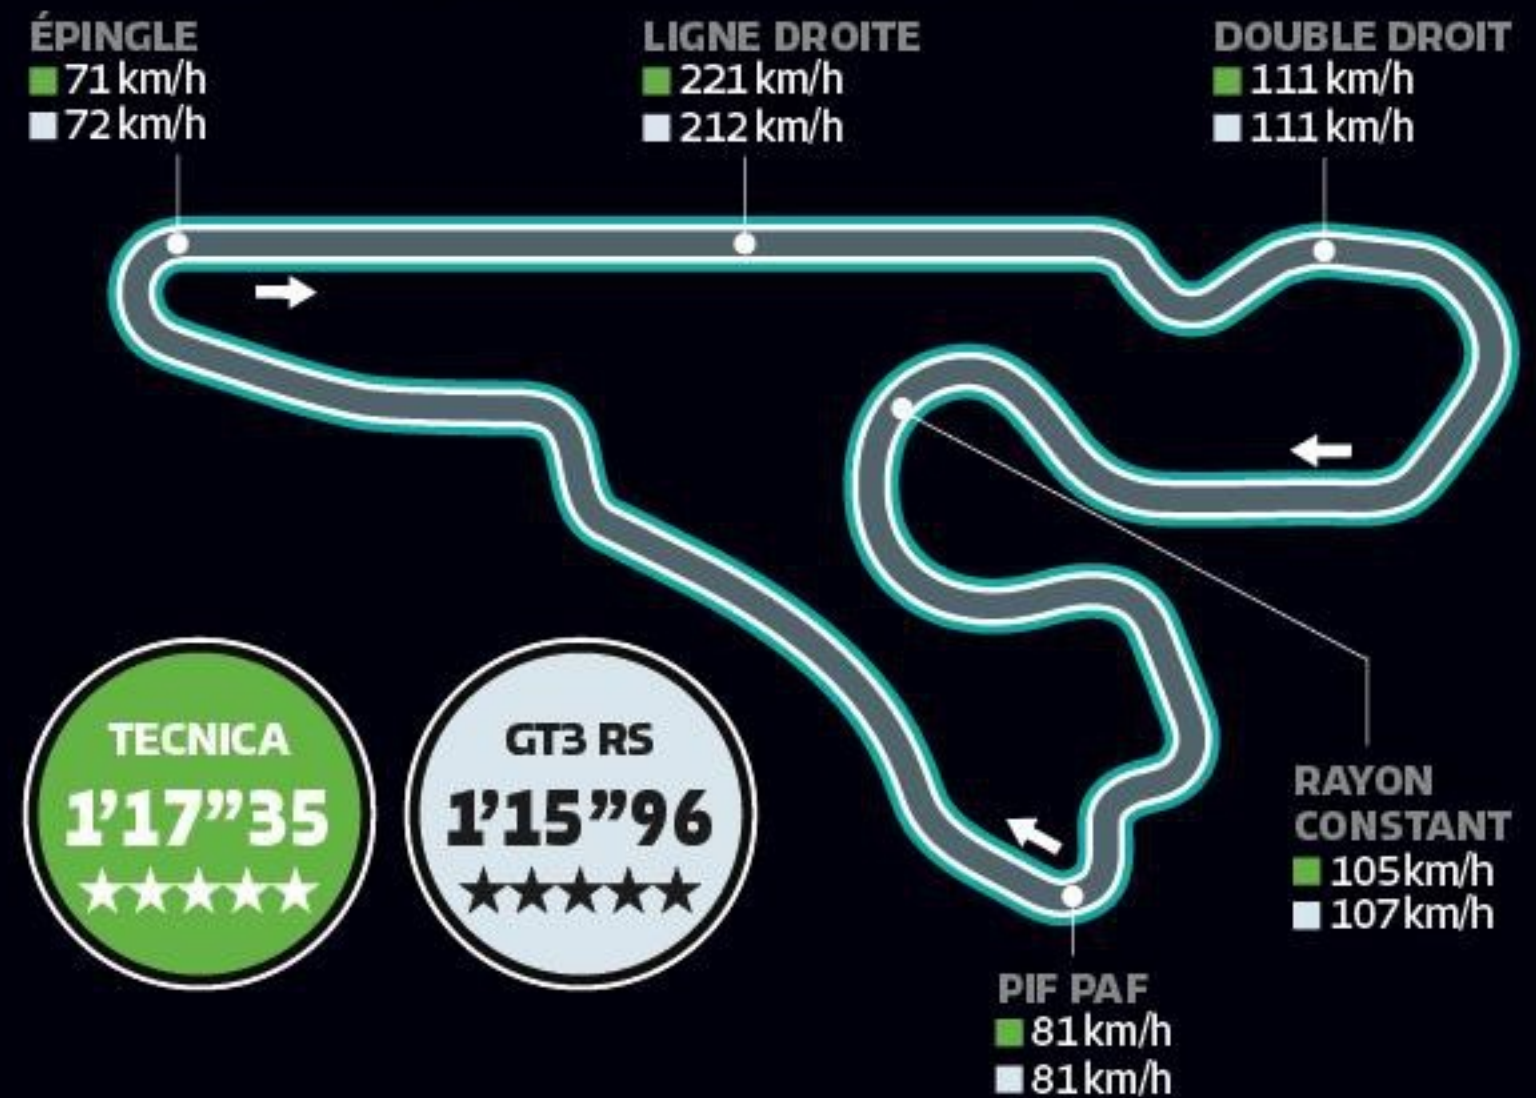 ÉPINGLE
71 km/h
72 km/h
LIGNE DROITE
221 km/h
212 km/h
DOUBLE DROIT
111 km/h
111 km/h
TECNICA
1’17”35
GT3 RS
1’15”96
RAYON
CONSTANT
105 km/h
107 km/h
PIF PAF
81 km/h
81 km/h